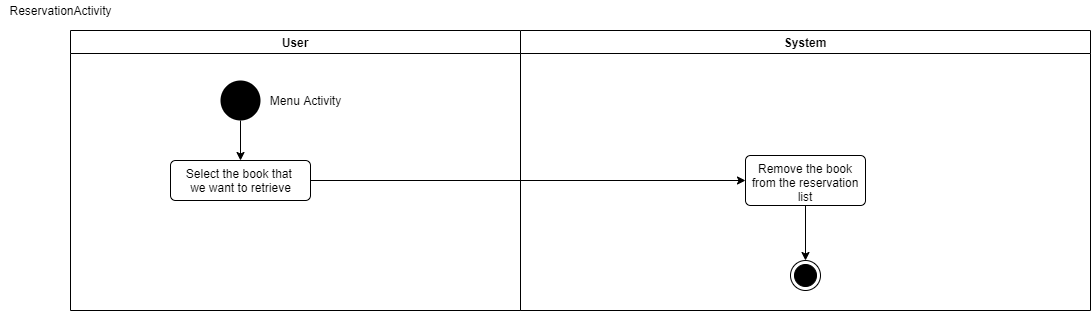 ReservationActivity
User
System
Menu Activity
Select the book that
we want to retrieve
Remove the book
from the reservation
list